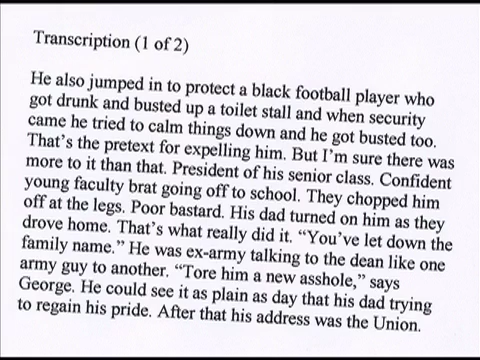 Transcription (1 of 2)
He also jumped in to protect a black football player who
got drunk and busted up a toilet stall and when security
came he tried to calm things down and he got busted too.
That’s the pretext for expelling him. But I’m sure there was
more to it than that. President of his senior class. Confident
young faculty brat going off to school. They chopped him
off at the legs. Poor bastard. His dad turned on him as they
drove home. That’s what really did it. “You’ve let down the
family name.” He was ex-army talking to the dean like one
army guy to another. “Tore him a new asshole,” says
George. He could see it as plain as day that his dad trying
to regain his pride. After that his address was the Union.